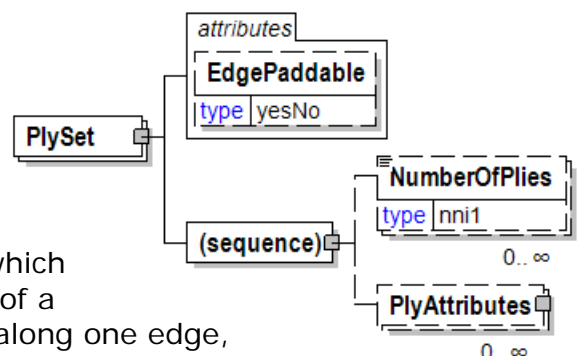 attributes
EdgePaddable
type yesNo
PlySet
NumberOfPlies
type nni1
0.. ∞
(sequence)
PlyAttributes
0.. ∞
which
of a
along one edge,